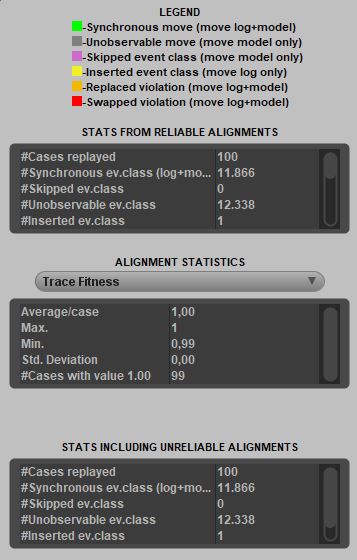 LEGEND
-Synchronous move (move log+model)
-Unobservable move (move model only)
-Skipped event class (move model only)
-Inserted event class (move log only)
-Replaced violation (move log+model)
-Swapped violation (move log+model)
STATS FROM RELIABLE ALIGNMENTS
#Cases replayed 100
#Synchronous ev.class (log+mo... 11.866
#Skipped ev.class 0
#Unobservable ev.class 12.338
#Inserted ev.class 1
ALIGNMENT STATISTICS
Trace Fitness
Average/case 1,00
Max. 1
Min. 0,99
Std. Deviation 0,00
#Cases with value 1.00 99
STATS INCLUDING UNRELIABLE ALIGNMENTS
#Cases replayed 100
#Synchronous ev.class (log+mo... 11.866
#Skipped ev.class 0
#Unobservable ev.class 12.338
#Inserted ev.class 1